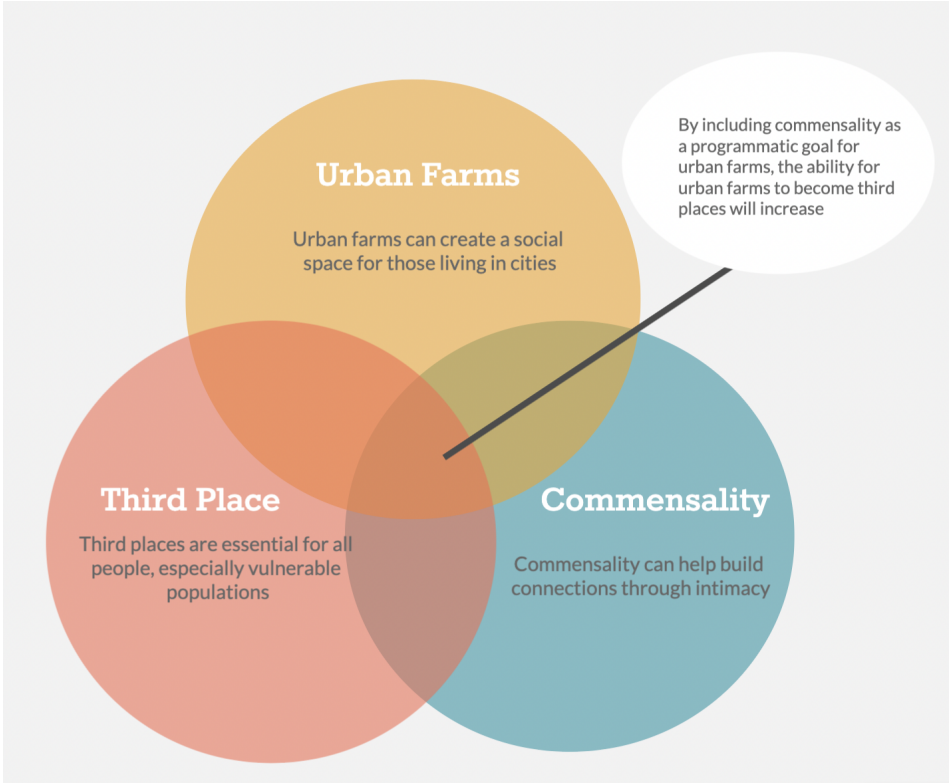 By including commensality as
a programmatic goal for
urban farms, the ability for
urban farms to become third
places will increase
Urban Farms
Urban farms can create a social
space for those living in cities
Third Place
Third places are essential for all
people, especially vulnerable
populations
Commensality
Commensality can help build
connections through intimacy